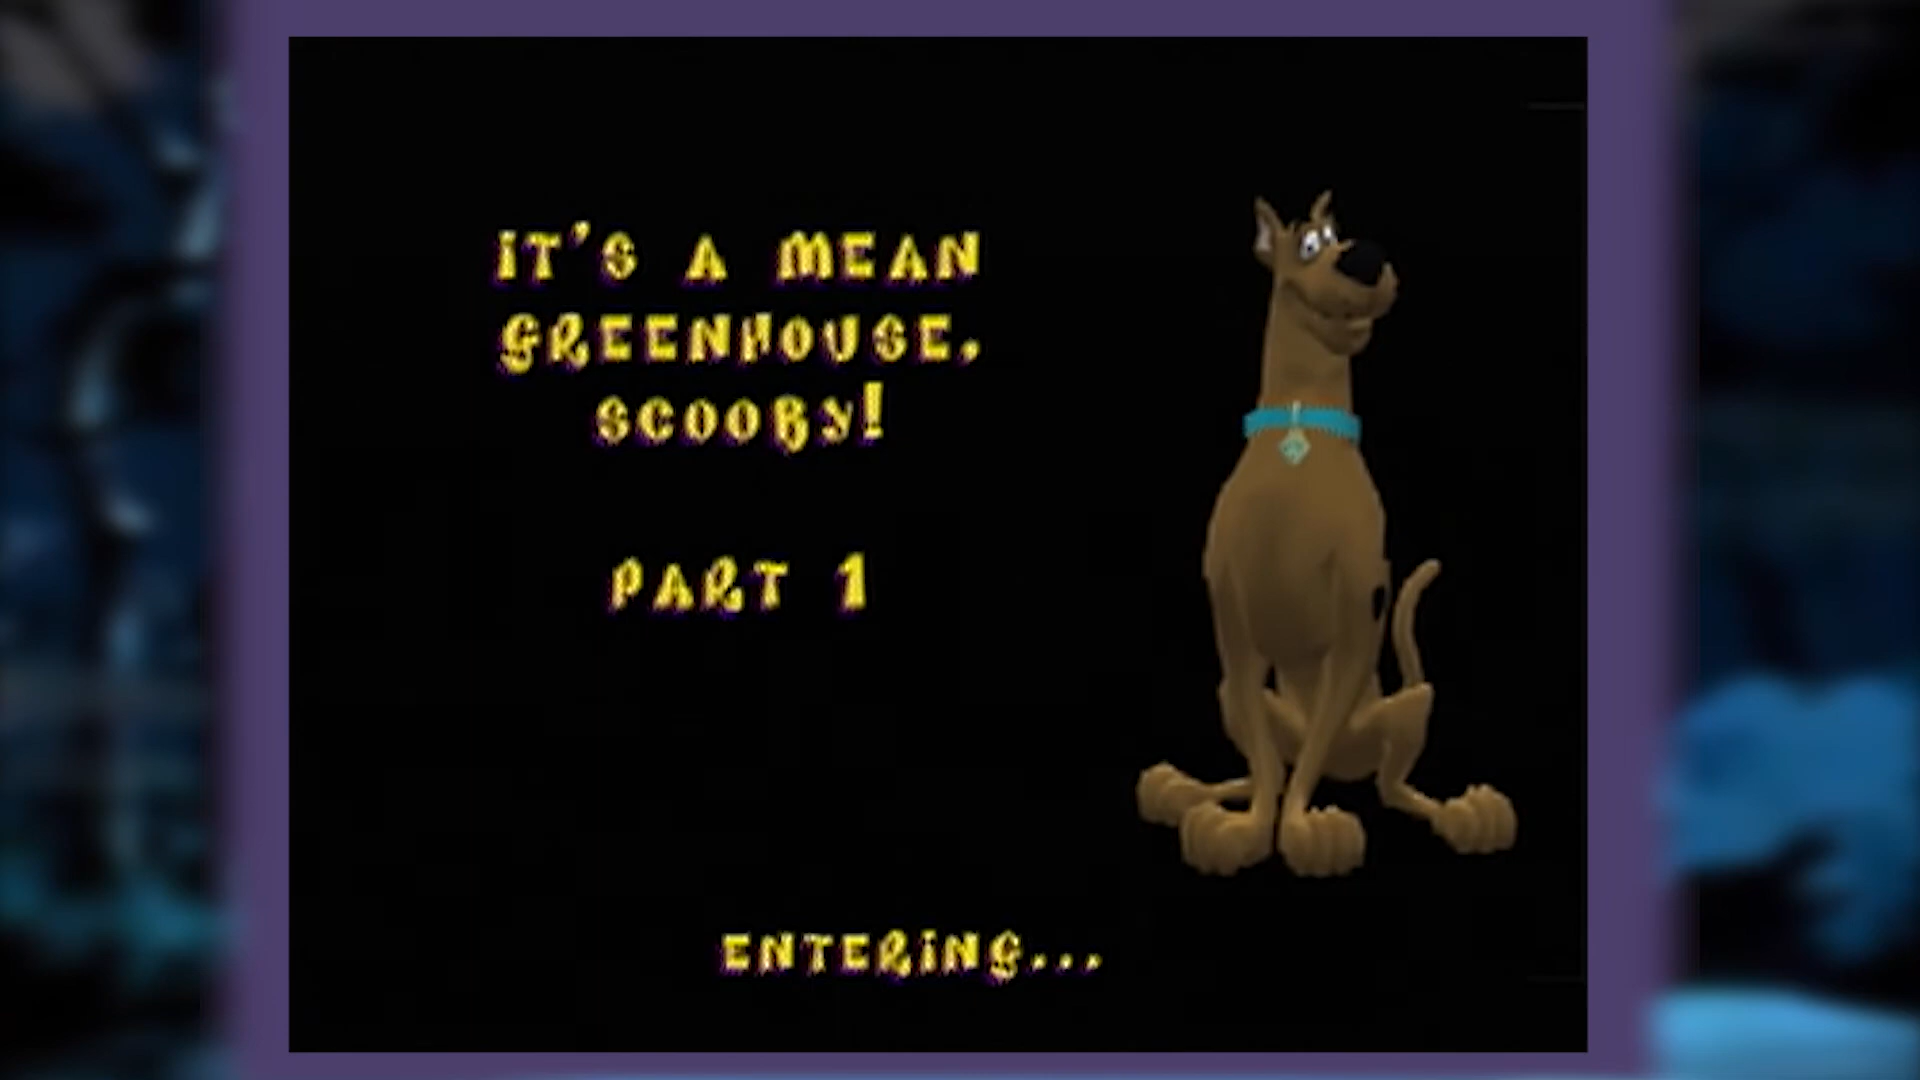 IT'S A MEAN
GREENHOUSE,
SCOOBY!
PART 1
ENTERING...